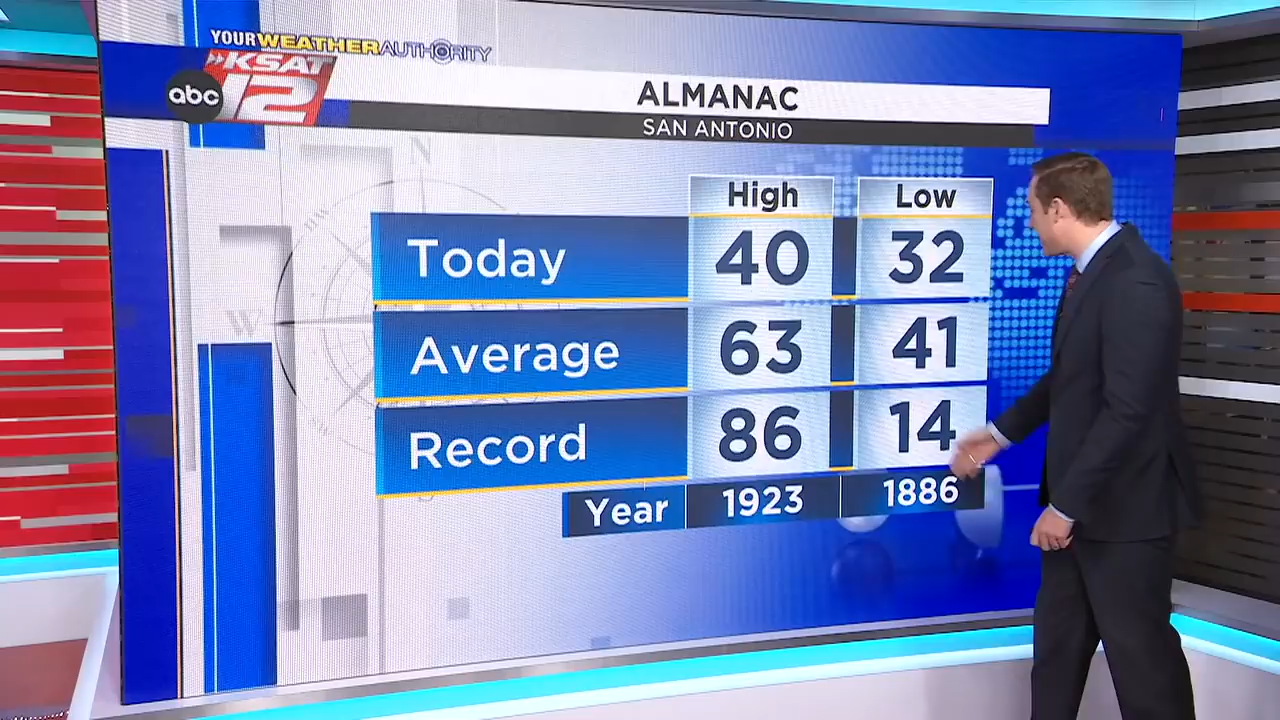 YOUR WEATHER AUTHORITY
KSAT
abc 12
ALMANAC
SAN ANTONIO
N
W
High Low
Today 40 32
Average 63 41
Record 86 14
Year 1923 1886